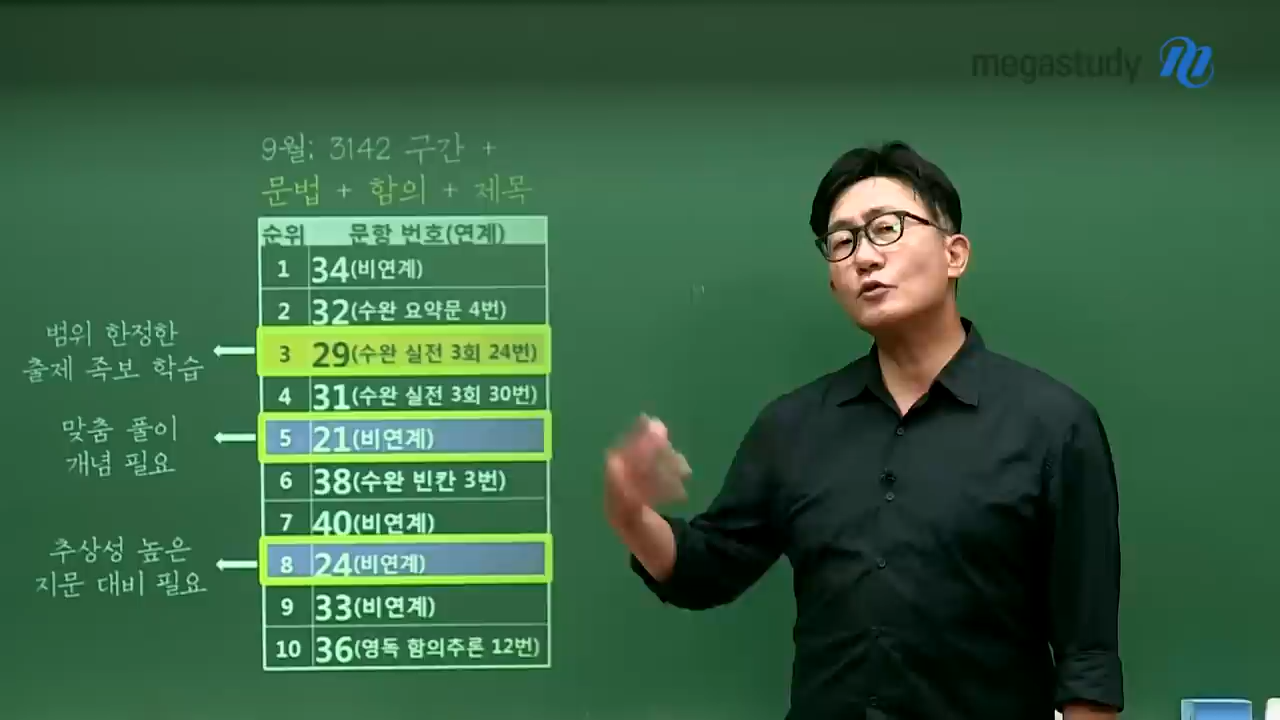 megastudy
9월: 3142 구간 +
문법 + 함의 + 제목
순위 문항 번호(연계)
1 34(비연계)
2 32(수완 요약문 4번)
3 29(수완 실전 3회 24번)
4 31(수완 실전 3회 30번)
5 21(비연계)
6 38(수완 빈칸 3번)
7 40(비연계)
8 24(비연계)
9 33(비연계)
10 36(영독 함의추론 12번)
범위 한정한
출제 족보 학습
맞춤 풀이
개념 필요
추상성 높은
지문 대비 필요